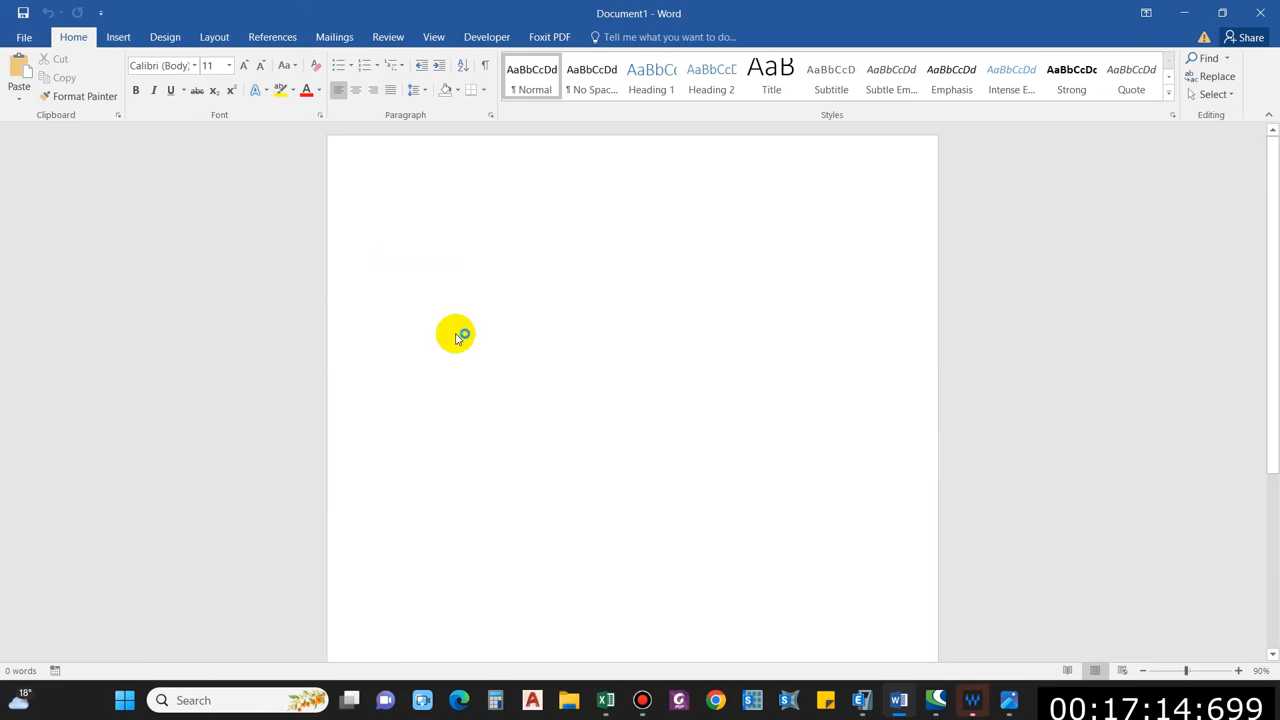 Document1 - Word
File Home Insert Design Layout References Mailings Review View Developer Foxit PDF Tell me what you want to do... Share
Paste
Cut
Copy
Format Painter
Calibri (Body) 11
AaBbCcDd AaBbCcDd AaBbCc AaBbCcD AaB AaBbCcD AaBbCcDd AaBbCcDd AaBbCcDd AaBbCcDc AaBbCcDd
¶ Normal ¶ No Spac... Heading 1 Heading 2 Title Subtitle Subtle Em... Emphasis Intense E... Strong Quote
Find
Replace
Select
Clipboard Font Paragraph Styles Editing
0 words
90%
18°
Search
00:17:14:699